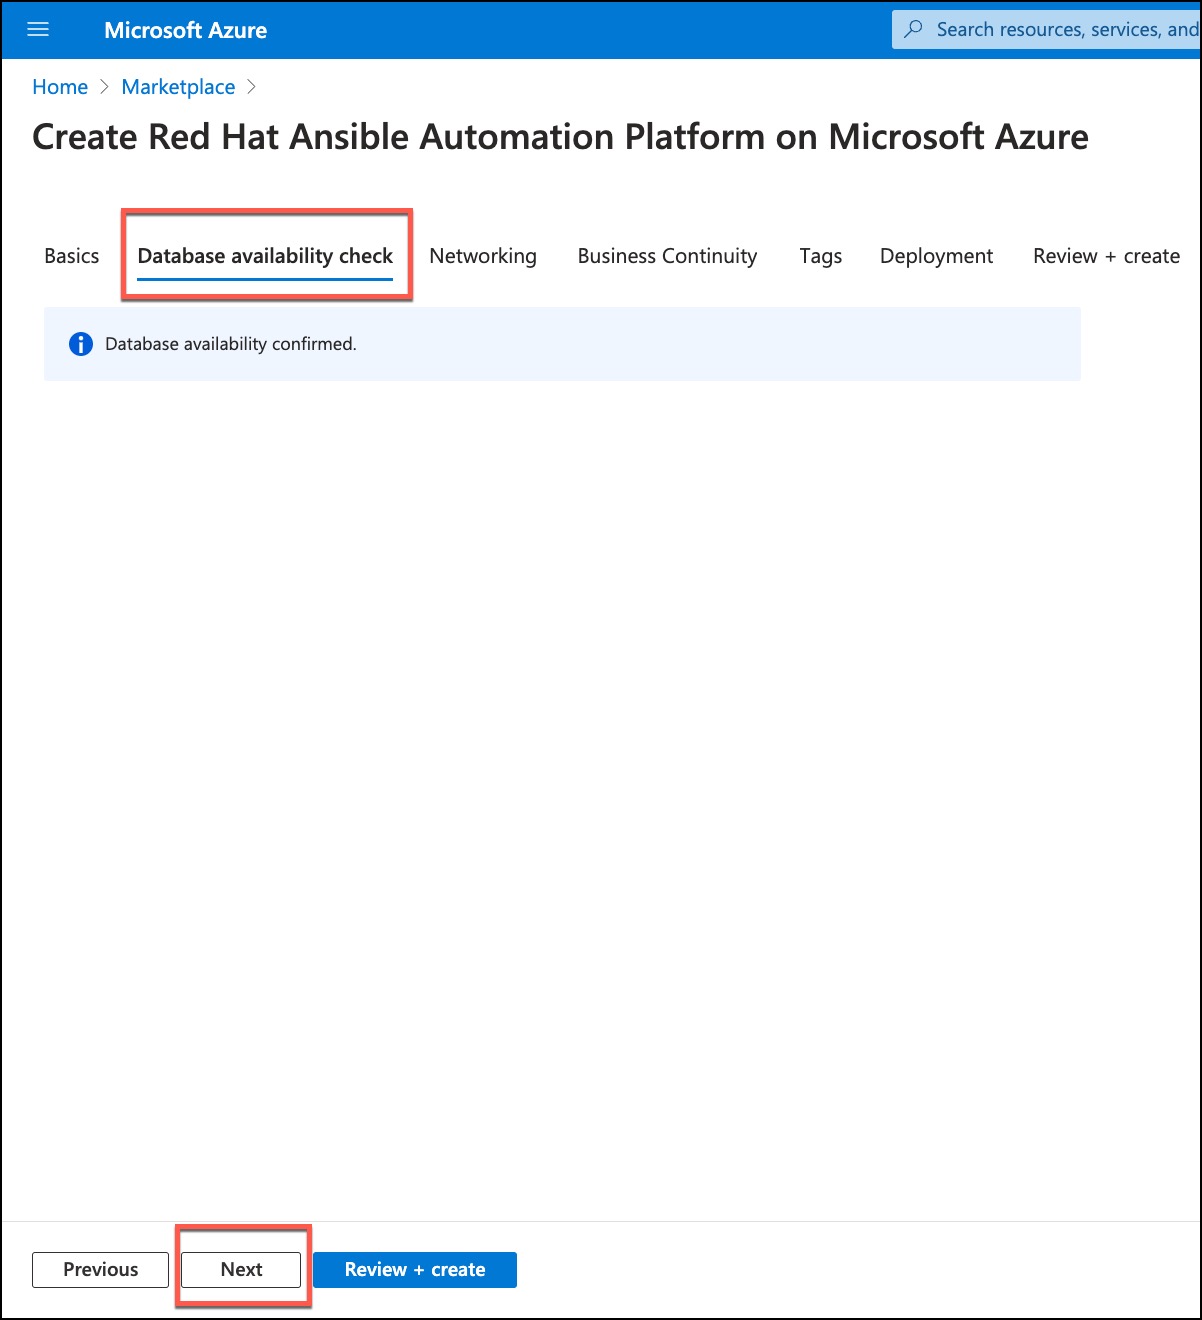 Microsoft Azure
Search resources, services, and
Home > Marketplace >
Create Red Hat Ansible Automation Platform on Microsoft Azure
Basics Database availability check Networking Business Continuity Tags Deployment Review + create
Database availability confirmed.
Previous Next Review + create